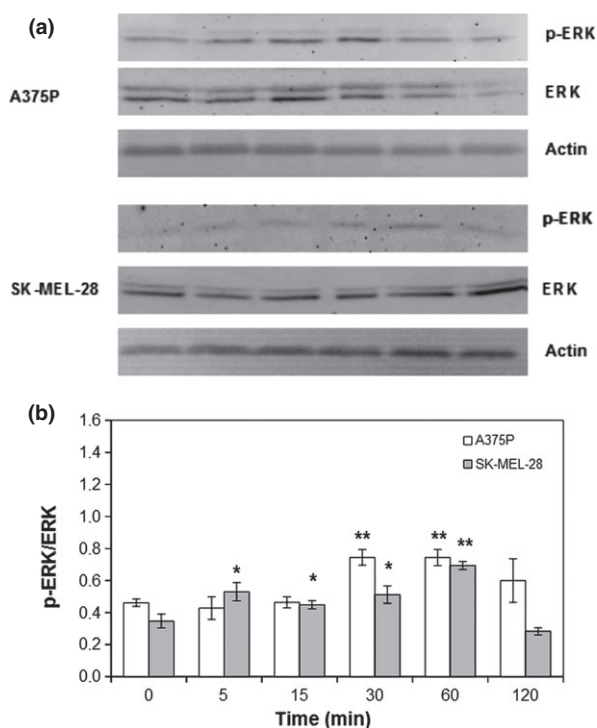 (a)
p-ERK
A375P
ERK
Actin
p-ERK
SK-MEL-28
ERK
Actin
(b)
1.6
1.4
1.2
1.0
0.8
0.6
0.4
0.2
0.0
p-ERK/ERK
A375P
SK-MEL-28
* * ** * ** **
0 5 15 30 60 120
Time (min)